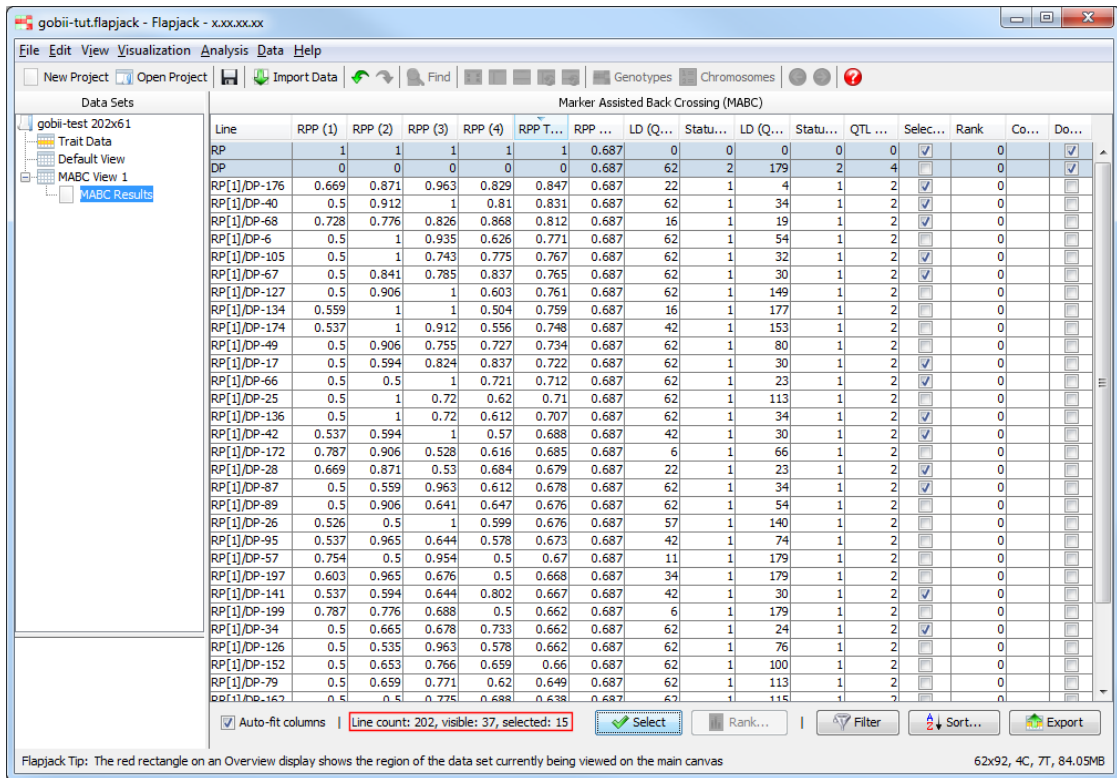 gobii-tut.flapjack - Flapjack - x.xx.xx.xx
File Edit View Visualization Analysis Data Help
New Project Open Project Import Data Find Genotypes Chromosomes
Data Sets
Marker Assisted Back Crossing (MABC)
gobii-test 202x61
Trait Data
Default View
MABC View 1
MABC Results
Line RPP (1) RPP (2) RPP (3) RPP (4) RPP T... RPP ... LD (Q... Statu... LD (Q... Statu... QTL ... Selec... Rank Co... Do...
RP 1 1 1 1 1 0.687 0 0 0 0 0 0
DP 0 0 0 0 0 0.687 62 2 179 2 4 0
RP[1]/DP-176 0.669 0.871 0.963 0.829 0.847 0.687 22 1 4 1 2 0
RP[1]/DP-40 0.5 0.912 1 0.81 0.831 0.687 62 1 34 1 2 0
RP[1]/DP-68 0.728 0.776 0.826 0.868 0.812 0.687 16 1 19 1 2 0
RP[1]/DP-6 0.5 1 0.935 0.626 0.771 0.687 62 1 54 1 2 0
RP[1]/DP-105 0.5 1 0.743 0.775 0.767 0.687 62 1 32 1 2 0
RP[1]/DP-67 0.5 0.841 0.785 0.837 0.765 0.687 62 1 30 1 2 0
RP[1]/DP-127 0.5 0.906 1 0.603 0.761 0.687 62 1 149 1 2 0
RP[1]/DP-134 0.559 1 1 0.504 0.759 0.687 16 1 177 1 2 0
RP[1]/DP-174 0.537 1 0.912 0.556 0.748 0.687 42 1 153 1 2 0
RP[1]/DP-49 0.5 0.906 0.755 0.727 0.734 0.687 62 1 80 1 2 0
RP[1]/DP-17 0.5 0.594 0.824 0.837 0.722 0.687 62 1 30 1 2 0
RP[1]/DP-66 0.5 0.5 1 0.721 0.712 0.687 62 1 23 1 2 0
RP[1]/DP-25 0.5 1 0.72 0.62 0.71 0.687 62 1 113 1 2 0
RP[1]/DP-136 0.5 1 0.72 0.612 0.707 0.687 62 1 34 1 2 0
RP[1]/DP-42 0.537 0.594 1 0.57 0.688 0.687 42 1 30 1 2 0
RP[1]/DP-172 0.787 0.906 0.528 0.616 0.685 0.687 6 1 66 1 2 0
RP[1]/DP-28 0.669 0.871 0.53 0.684 0.679 0.687 22 1 23 1 2 0
RP[1]/DP-87 0.5 0.559 0.963 0.612 0.678 0.687 62 1 34 1 2 0
RP[1]/DP-89 0.5 0.906 0.641 0.647 0.676 0.687 62 1 54 1 2 0
RP[1]/DP-26 0.526 0.5 1 0.599 0.676 0.687 57 1 140 1 2 0
RP[1]/DP-95 0.537 0.965 0.644 0.578 0.673 0.687 42 1 74 1 2 0
RP[1]/DP-57 0.754 0.5 0.954 0.5 0.67 0.687 11 1 179 1 2 0
RP[1]/DP-197 0.603 0.965 0.676 0.5 0.668 0.687 34 1 179 1 2 0
RP[1]/DP-141 0.537 0.594 0.644 0.802 0.667 0.687 42 1 30 1 2 0
RP[1]/DP-199 0.787 0.776 0.688 0.5 0.662 0.687 6 1 179 1 2 0
RP[1]/DP-34 0.5 0.665 0.678 0.733 0.662 0.687 62 1 24 1 2 0
RP[1]/DP-126 0.5 0.535 0.963 0.578 0.662 0.687 62 1 76 1 2 0
RP[1]/DP-152 0.5 0.653 0.766 0.659 0.66 0.687 62 1 100 1 2 0
RP[1]/DP-79 0.5 0.659 0.771 0.62 0.649 0.687 62 1 113 1 2 0
RP[1]/DP-162 0.5 0.5 0.775 0.688 0.638 0.687 62 1 115 1 2 0
Auto-fit columns | Line count: 202, visible: 37, selected: 15 Select Rank... | Filter Sort... Export
Flapjack Tip: The red rectangle on an Overview display shows the region of the data set currently being viewed on the main canvas 62x92, 4C, 7T, 84.05MB